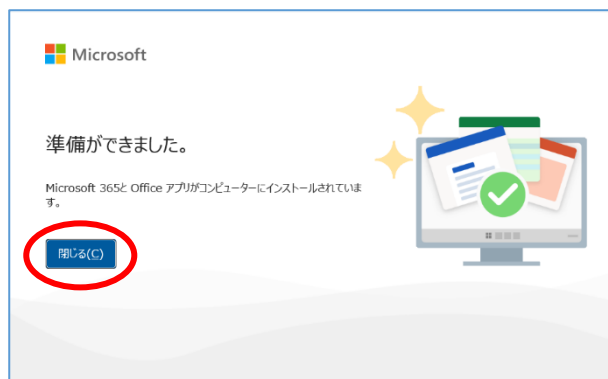 Microsoft
準備ができました。
Microsoft 365と Office アプリがコンピューターにインストールされていま
す。
閉じる(C)